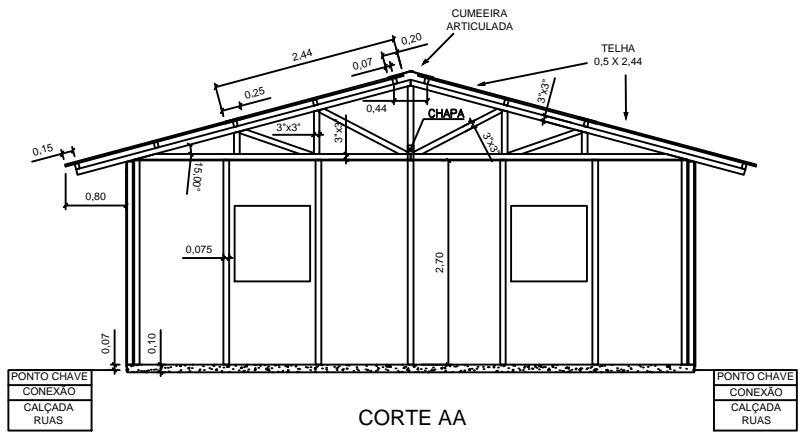 CUMEEIRA
ARTICULADA
2,44
0,20
0,07
TELHA
0,5 X 2,44
0,25
0,44
3"x3"
CHAPA
3"x3"
3"x3"
3"x3"
0,15
15,00°
0,80
0,075
2,70
0,07
0,10
PONTO CHAVE
CONEXÃO
CALÇADA
RUAS
CORTE AA
PONTO CHAVE
CONEXÃO
CALÇADA
RUAS